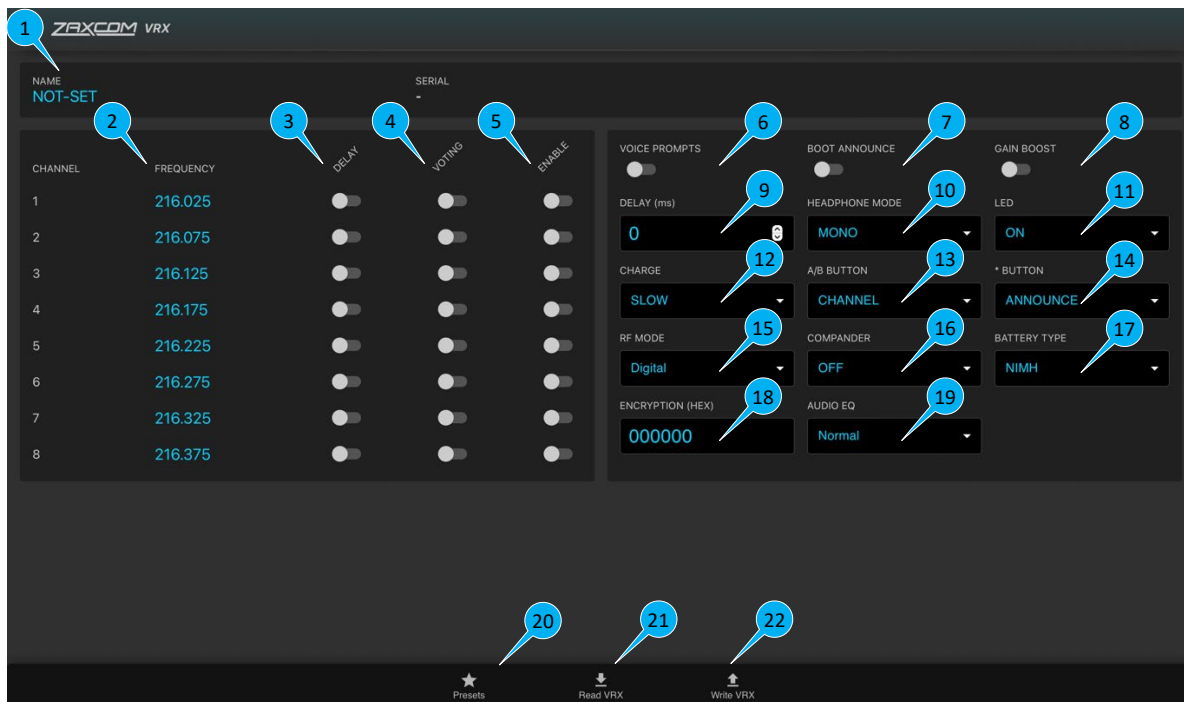 1 ZAXCOM VRX
NAME SERIAL
NOT-SET -
2 3 4 5
CHANNEL FREQUENCY DELAY VOTING ENABLE
1 216.025
2 216.075
3 216.125
4 216.175
5 216.225
6 216.275
7 216.325
8 216.375
6 7 8
VOICE PROMPTS BOOT ANNOUNCE GAIN BOOST
9 10 11
DELAY (ms) HEADPHONE MODE LED
0 MONO ON
12 13 14
CHARGE A/B BUTTON * BUTTON
SLOW CHANNEL ANNOUNCE
15 16 17
RF MODE COMPANDER BATTERY TYPE
Digital OFF NIMH
18 19
ENCRYPTION (HEX) AUDIO EQ
000000 Normal
20 21 22
Presets Read VRX Write VRX